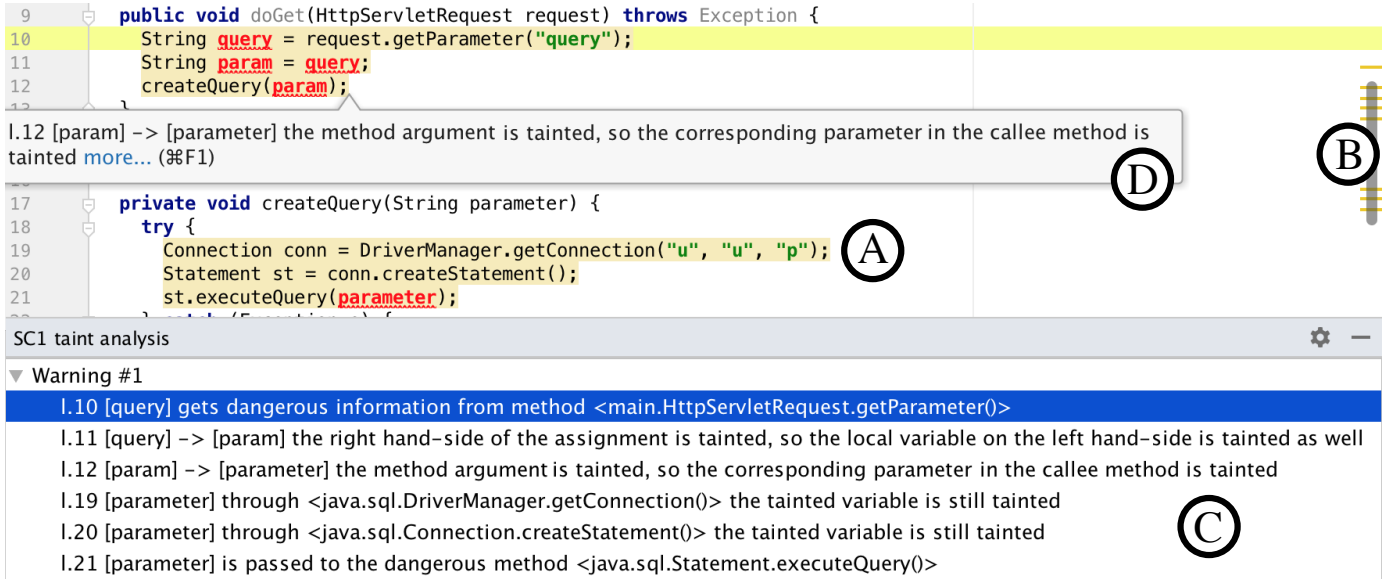 9 public void doGet(HttpServletRequest request) throws Exception {
10 String query = request.getParameter("query");
11 String param = query;
12 createQuery(param);
13 }
l.12 [param] -> [parameter] the method argument is tainted, so the corresponding parameter in the callee method is
tainted more... (⌘F1)
D
B
17 private void createQuery(String parameter) {
18 try {
19 Connection conn = DriverManager.getConnection("u", "u", "p");
A
20 Statement st = conn.createStatement();
21 st.executeQuery(parameter);
22 } catch (Exception e) {
SC1 taint analysis
Warning #1
l.10 [query] gets dangerous information from method <main.HttpServletRequest.getParameter()>
l.11 [query] -> [param] the right hand-side of the assignment is tainted, so the local variable on the left hand-side is tainted as well
l.12 [param] -> [parameter] the method argument is tainted, so the corresponding parameter in the callee method is tainted
l.19 [parameter] through <java.sql.DriverManager.getConnection()> the tainted variable is still tainted
l.20 [parameter] through <java.sql.Connection.createStatement()> the tainted variable is still tainted
C
l.21 [parameter] is passed to the dangerous method <java.sql.Statement.executeQuery()>